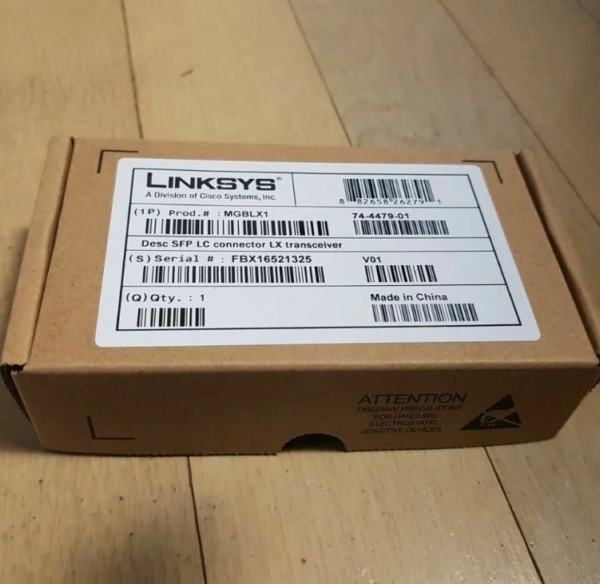 LINKSYS®
A Division of Cisco Systems, Inc.
8 82658 26279 1
(1P) Prod.# : MGBLX1
74-4479-01
Desc SFP LC connector LX transceiver
(S) Serial # : FBX16521325
V01
(Q) Qty. : 1
Made in China
ATTENTION
OBSERVE PRECAUTIONS
FOR HANDLING
ELECTROSTATIC
SENSITIVE DEVICES